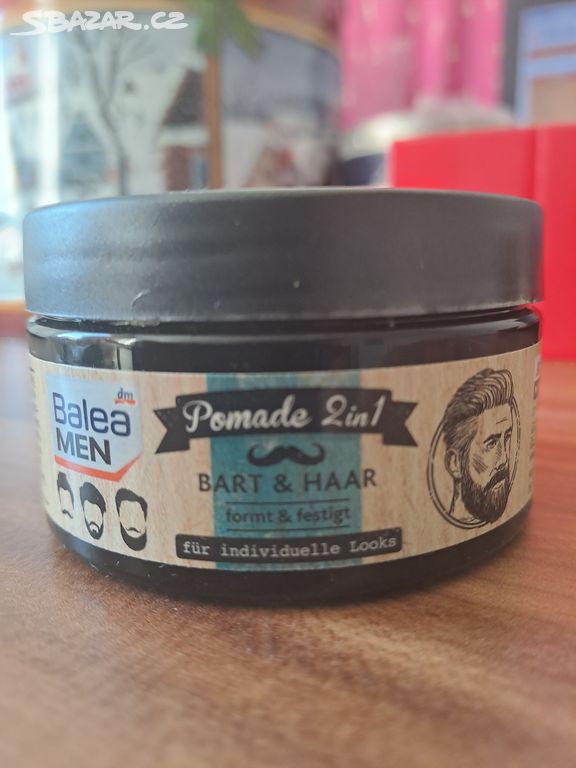 SBAZAR.CZ
dm
Balea
MEN
Pomade 2in1
BART & HAAR
formt & festigt
für individuelle Looks